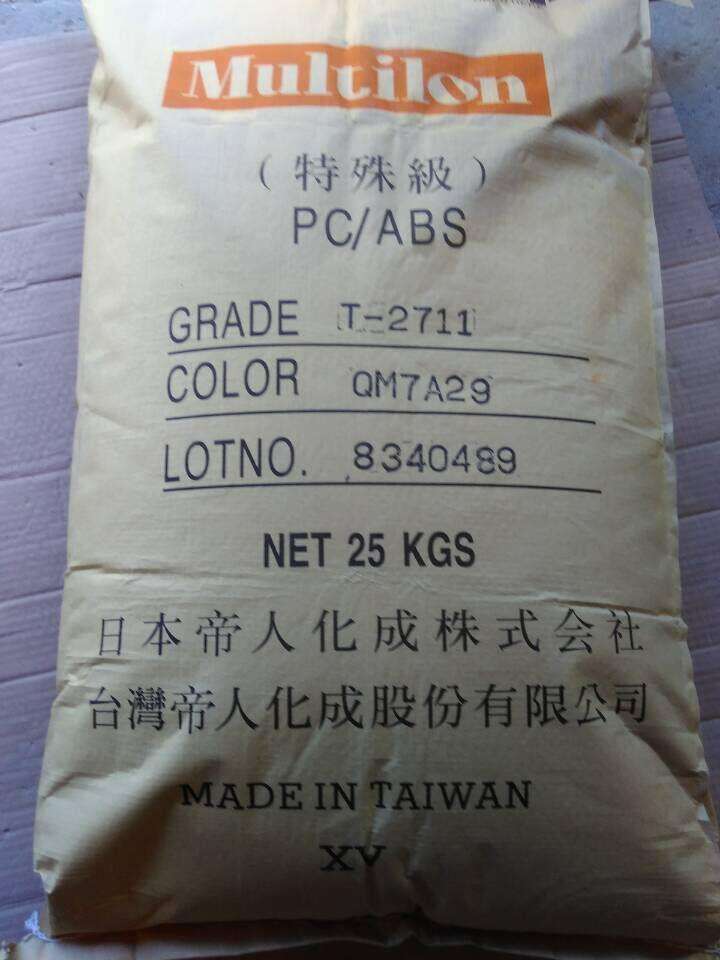 Multilon
(特殊級)
PC/ABS
GRADE T-2711
COLOR QM7A29
LOTNO. 8340489
NET 25 KGS
日本帝人化成株式会社
台灣帝人化成股份有限公司
MADE IN TAIWAN
XV